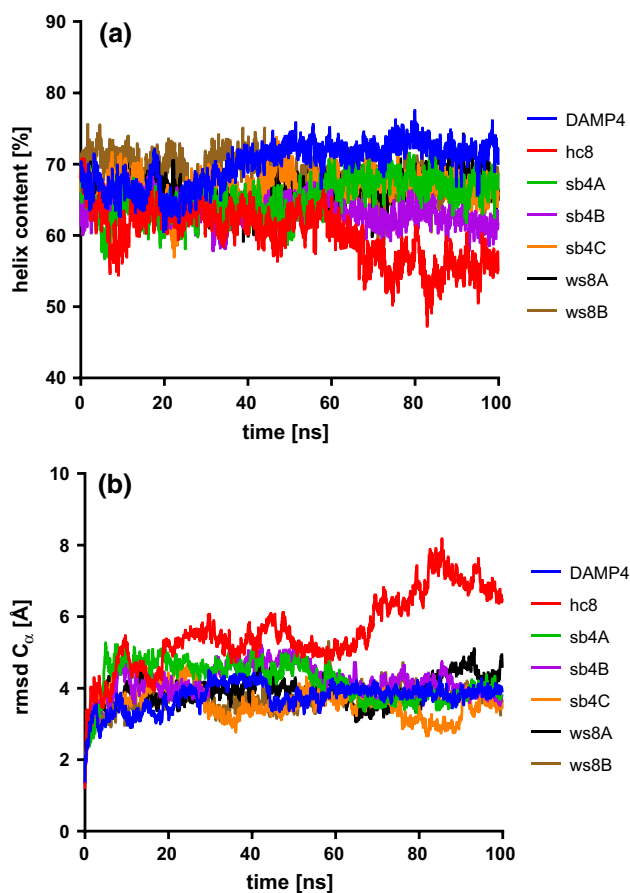 (a)
90
80
70
60
50
40
helix content [%]
0 20 40 60 80 100
time [ns]
DAMP4
hc8
sb4A
sb4B
sb4C
ws8A
ws8B
(b)
10
8
6
4
2
0
rmsd Cα [Å]
0 20 40 60 80 100
time [ns]
DAMP4
hc8
sb4A
sb4B
sb4C
ws8A
ws8B